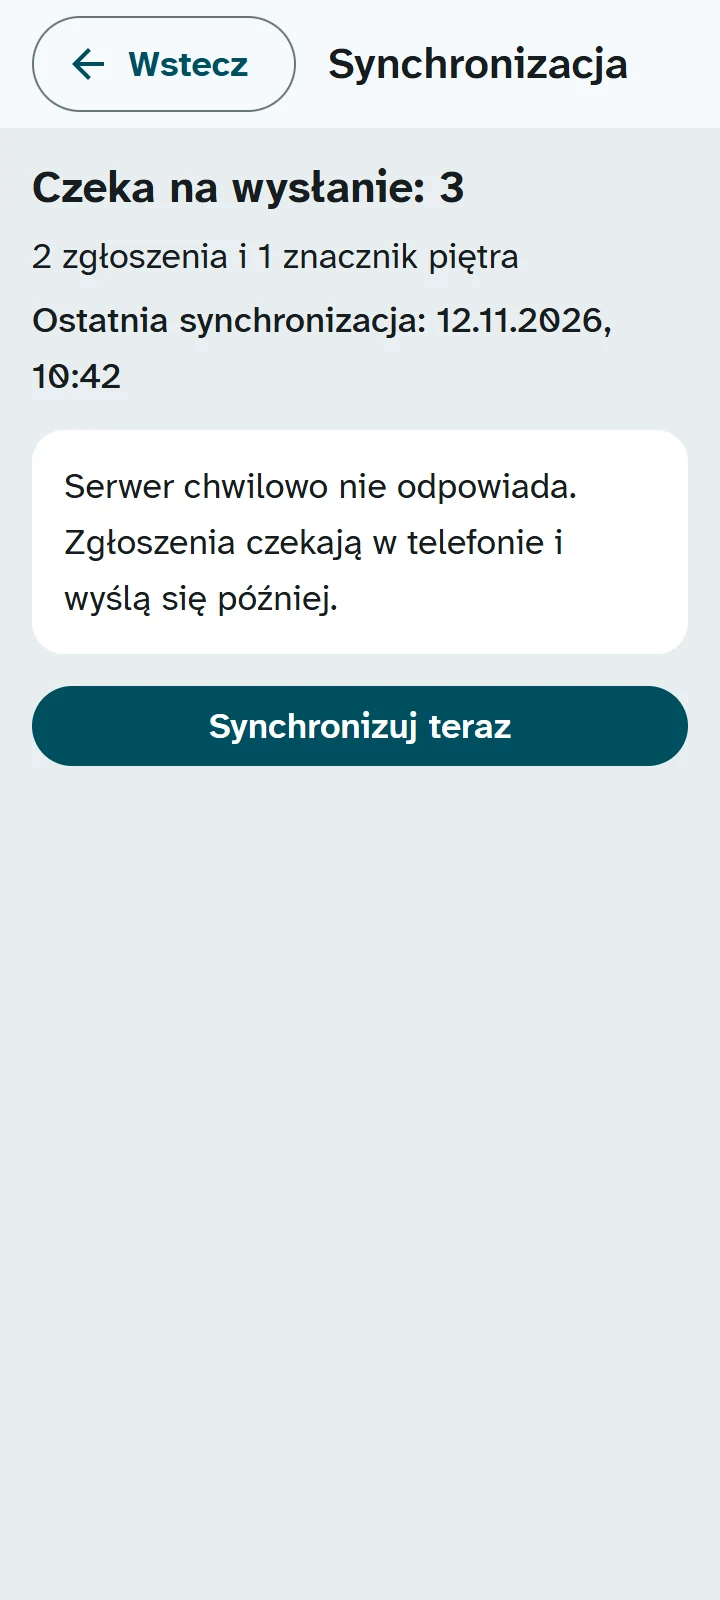 Wstecz
Synchronizacja
Czeka na wysłanie: 3
2 zgłoszenia i 1 znacznik piętra
Ostatnia synchronizacja: 12.11.2026,
10:42
Serwer chwilowo nie odpowiada.
Zgłoszenia czekają w telefonie i
wyślą się później.
Synchronizuj teraz